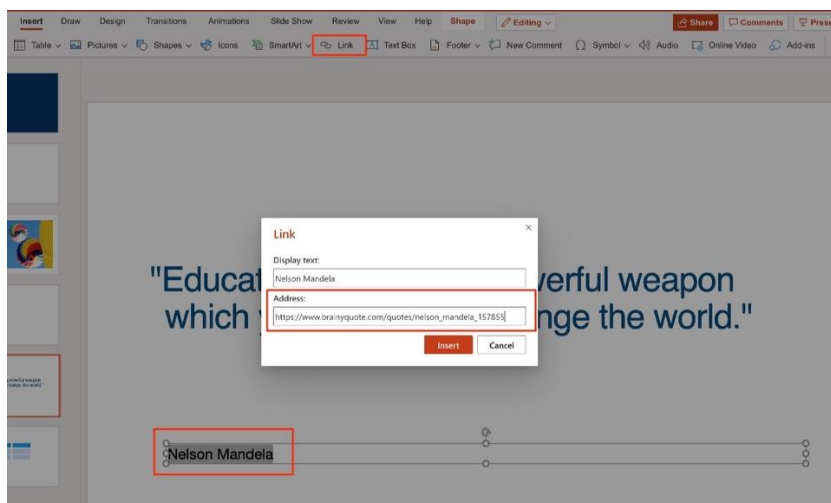 Insert Draw Design Transitions Animations Slide Show Review View Help Shape Editing Share Comments Prese
Table Pictures Shapes Icons SmartArt Link Text Box Footer New Comment Symbol Audio Online Video Add-ins
Link
Display text:
Nelson Mandela
Address:
https://www.brainyquote.com/quotes/nelson_mandela_157855
Insert Cancel
"Educat verful weapon
which y nge the world."
Nelson Mandela